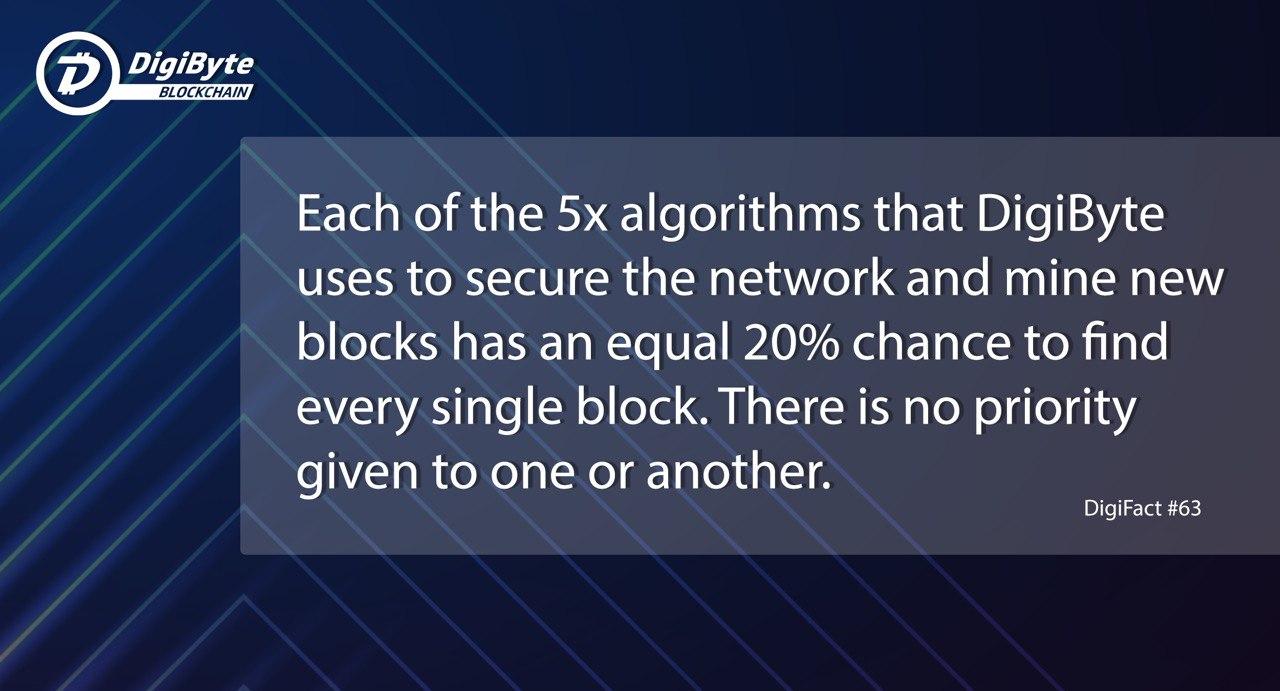 DigiByte
BLOCKCHAIN
Each of the 5x algorithms that DigiByte
uses to secure the network and mine new
blocks has an equal 20% chance to find
every single block. There is no priority
given to one or another.
DigiFact #63